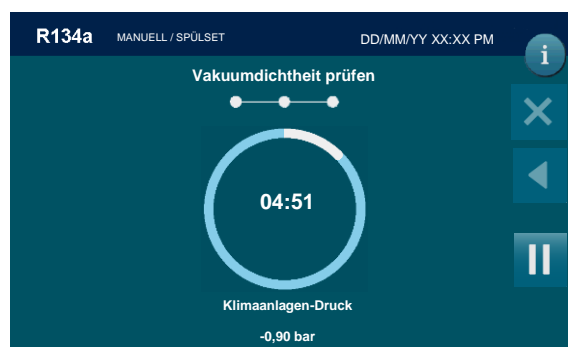 R134a MANUELL / SPÜLSET DD/MM/YY XX:XX PM
i
Vakuumdichtheit prüfen
04:51
Klimaanlagen-Druck
-0,90 bar